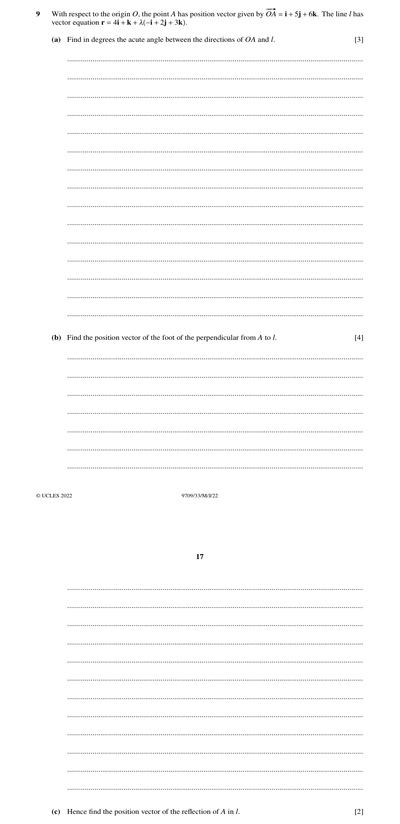 9 With respect to the origin O, the point A has position vector given by $\overrightarrow{OA}$ = i + 5j + 6k. The line l has
vector equation r = 4i + k + λ(−i + 2j + 3k).
(a) Find in degrees the acute angle between the directions of OA and l. [3]
(b) Find the position vector of the foot of the perpendicular from A to l. [4]
© UCLES 2022 9709/33/M/J/22
17
(c) Hence find the position vector of the reflection of A in l. [2]